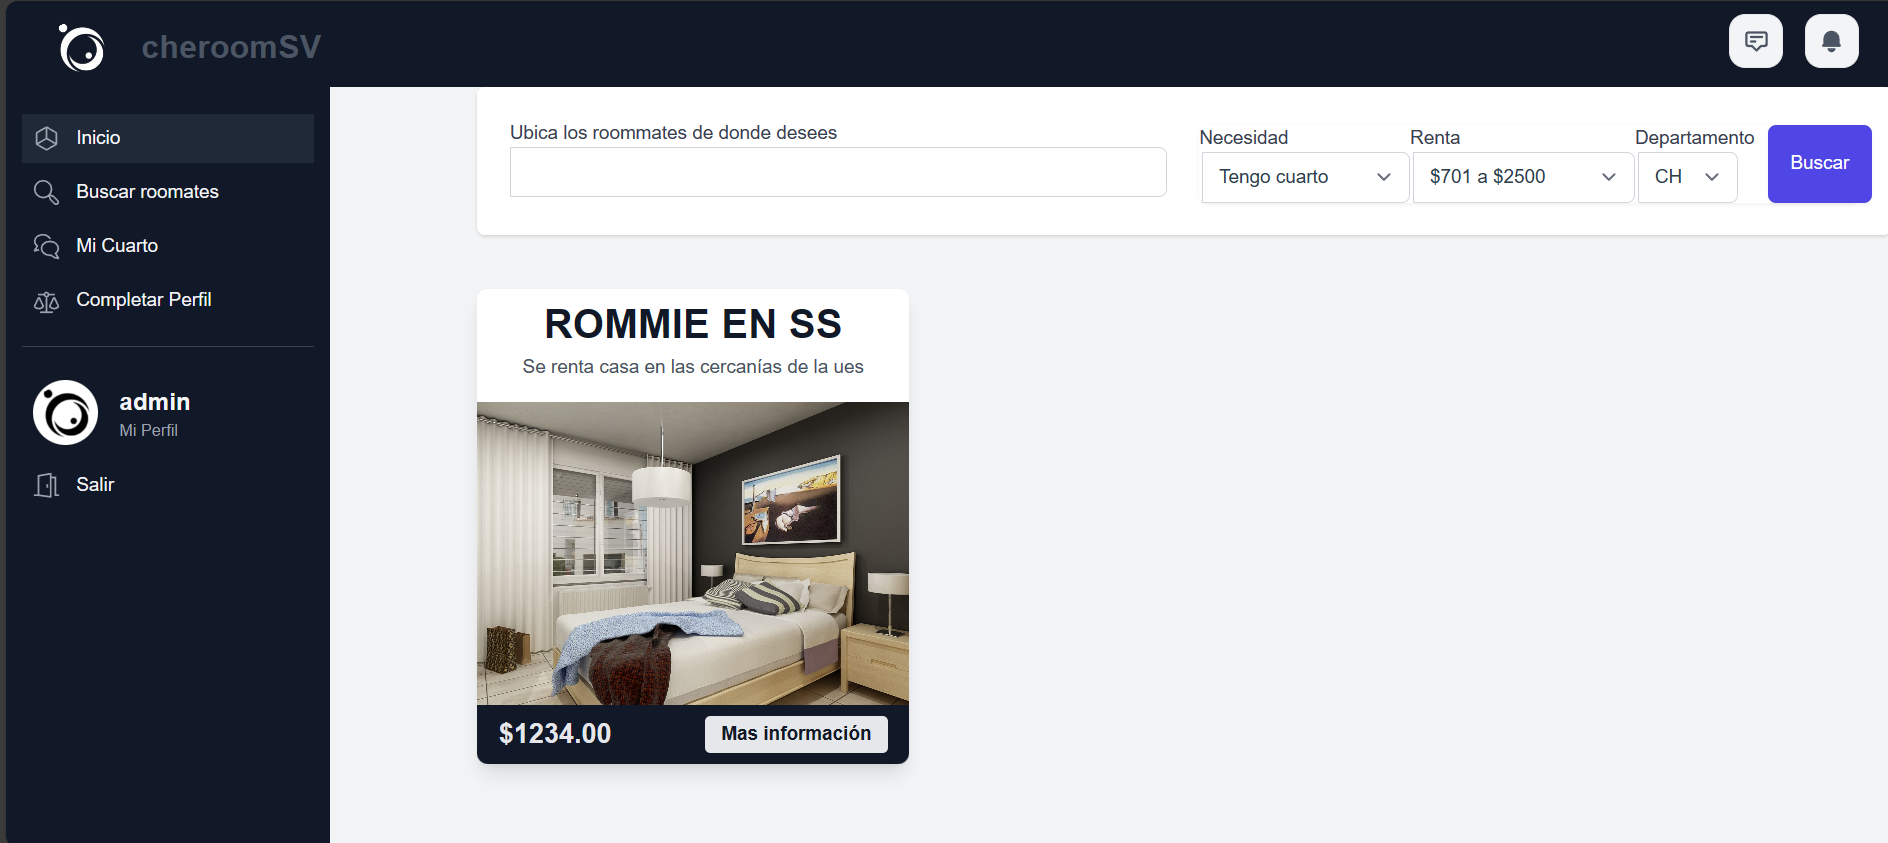 cheroomSV
Inicio
Buscar roomates
Mi Cuarto
Completar Perfil
admin
Mi Perfil
Salir
Ubica los roommates de donde desees
Necesidad
Tengo cuarto
Renta
$701 a $2500
Departamento
CH
Buscar
ROMMIE EN SS
Se renta casa en las cercanías de la ues
$1234.00
Mas información